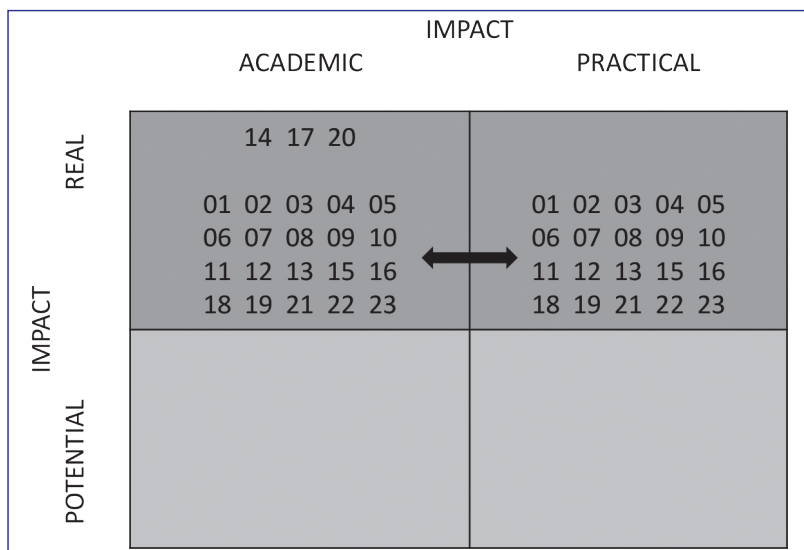 IMPACT
ACADEMIC PRACTICAL
REAL
14 17 20
01 02 03 04 05 01 02 03 04 05
06 07 08 09 10 06 07 08 09 10
11 12 13 15 16 11 12 13 15 16
18 19 21 22 23 18 19 21 22 23
IMPACT
POTENTIAL